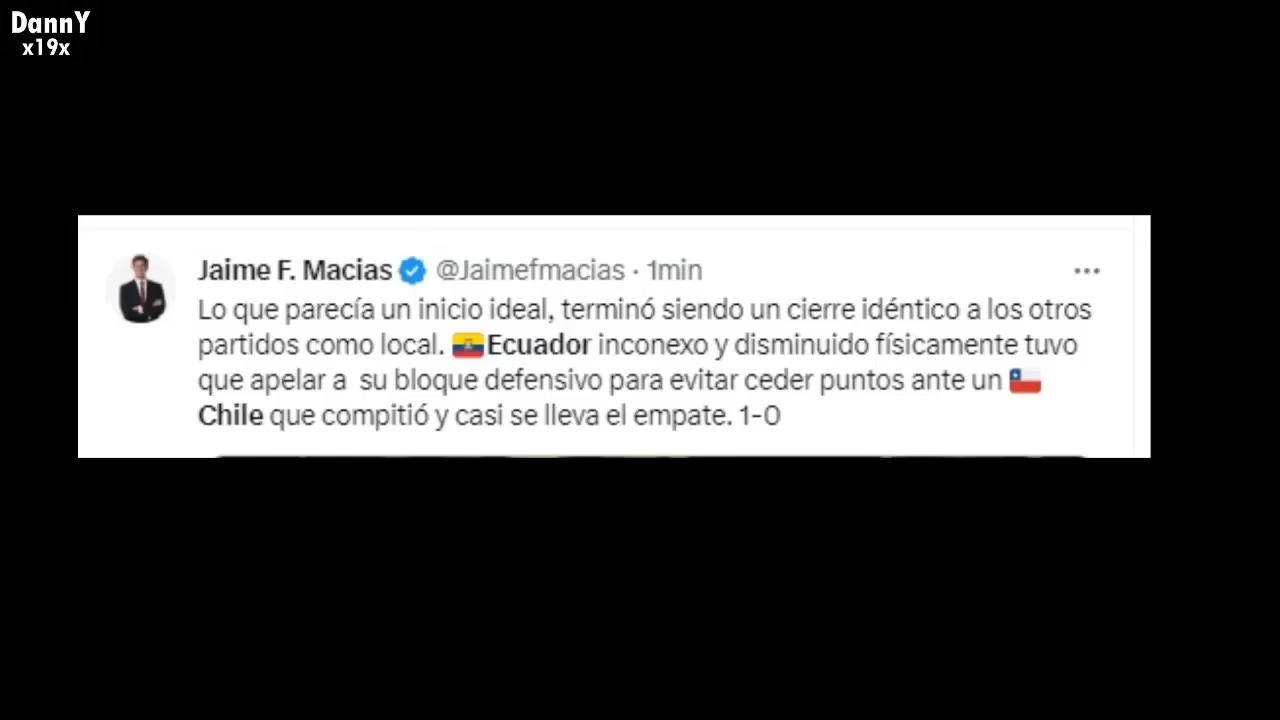 DannY
x19x
Jaime F. Macias @Jaimefmacias · 1min
Lo que parecía un inicio ideal, terminó siendo un cierre idéntico a los otros
partidos como local. 🇪🇨Ecuador inconexo y disminuido físicamente tuvo
que apelar a  su bloque defensivo para evitar ceder puntos ante un 🇨🇱
Chile que compitió y casi se lleva el empate. 1-0